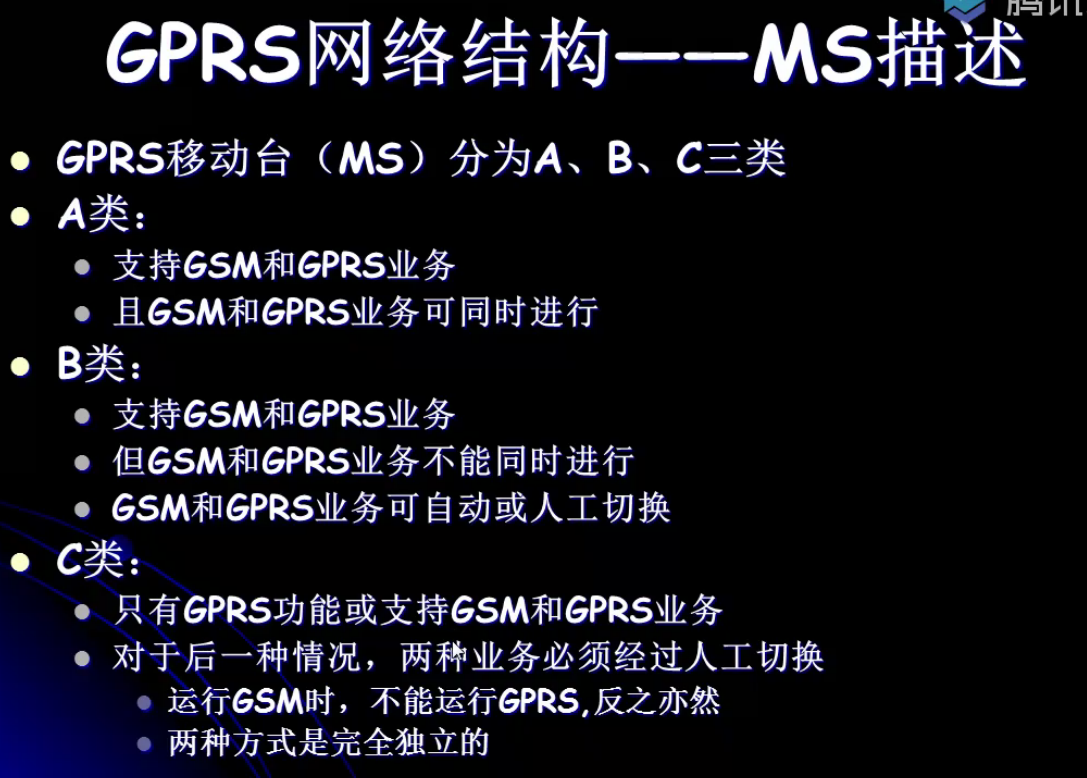 腾讯
GPRS网络结构——MS描述
GPRS移动台（MS）分为A、B、C三类
A类：
支持GSM和GPRS业务
且GSM和GPRS业务可同时进行
B类：
支持GSM和GPRS业务
但GSM和GPRS业务不能同时进行
GSM和GPRS业务可自动或人工切换
C类：
只有GPRS功能或支持GSM和GPRS业务
对于后一种情况，两种业务必须经过人工切换
运行GSM时，不能运行GPRS,反之亦然
两种方式是完全独立的